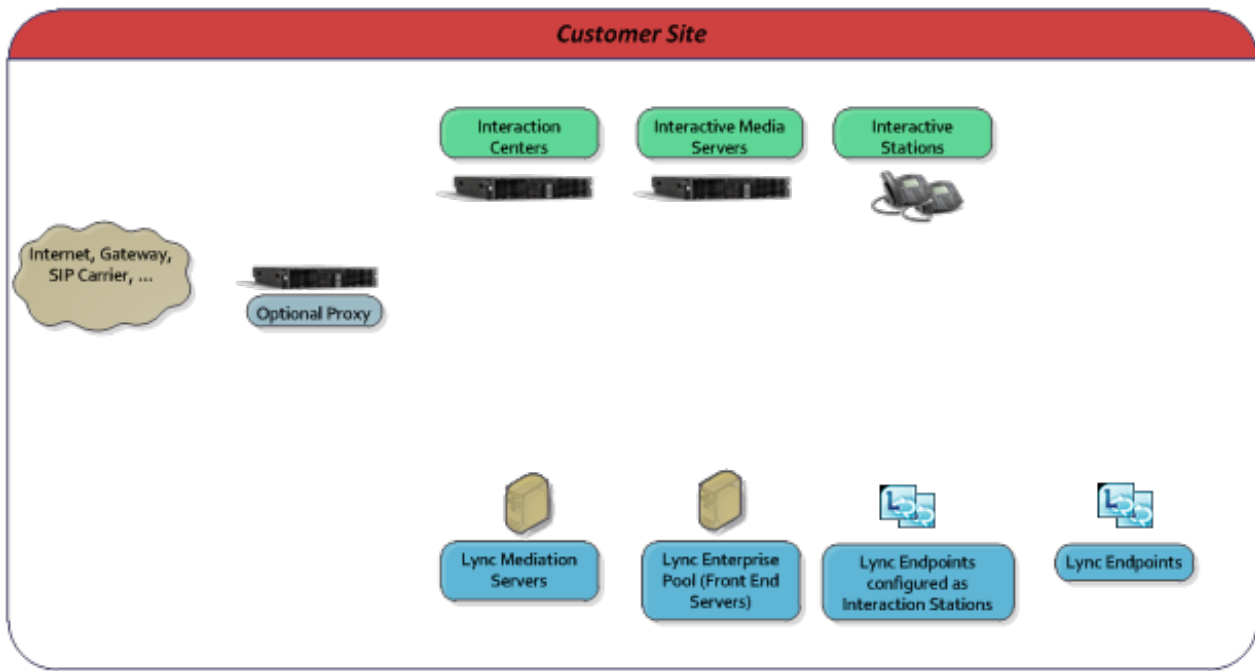 Customer Site
Interaction
Centers
Interactive Media
Servers
Interactive
Stations
Internet, Gateway,
SIP Carrier, ...
Optional Proxy
Lync Mediation
Servers
Lync Enterprise
Pool (Front End
Servers)
Lync Endpoints
configured as
Interaction Stations
Lync Endpoints